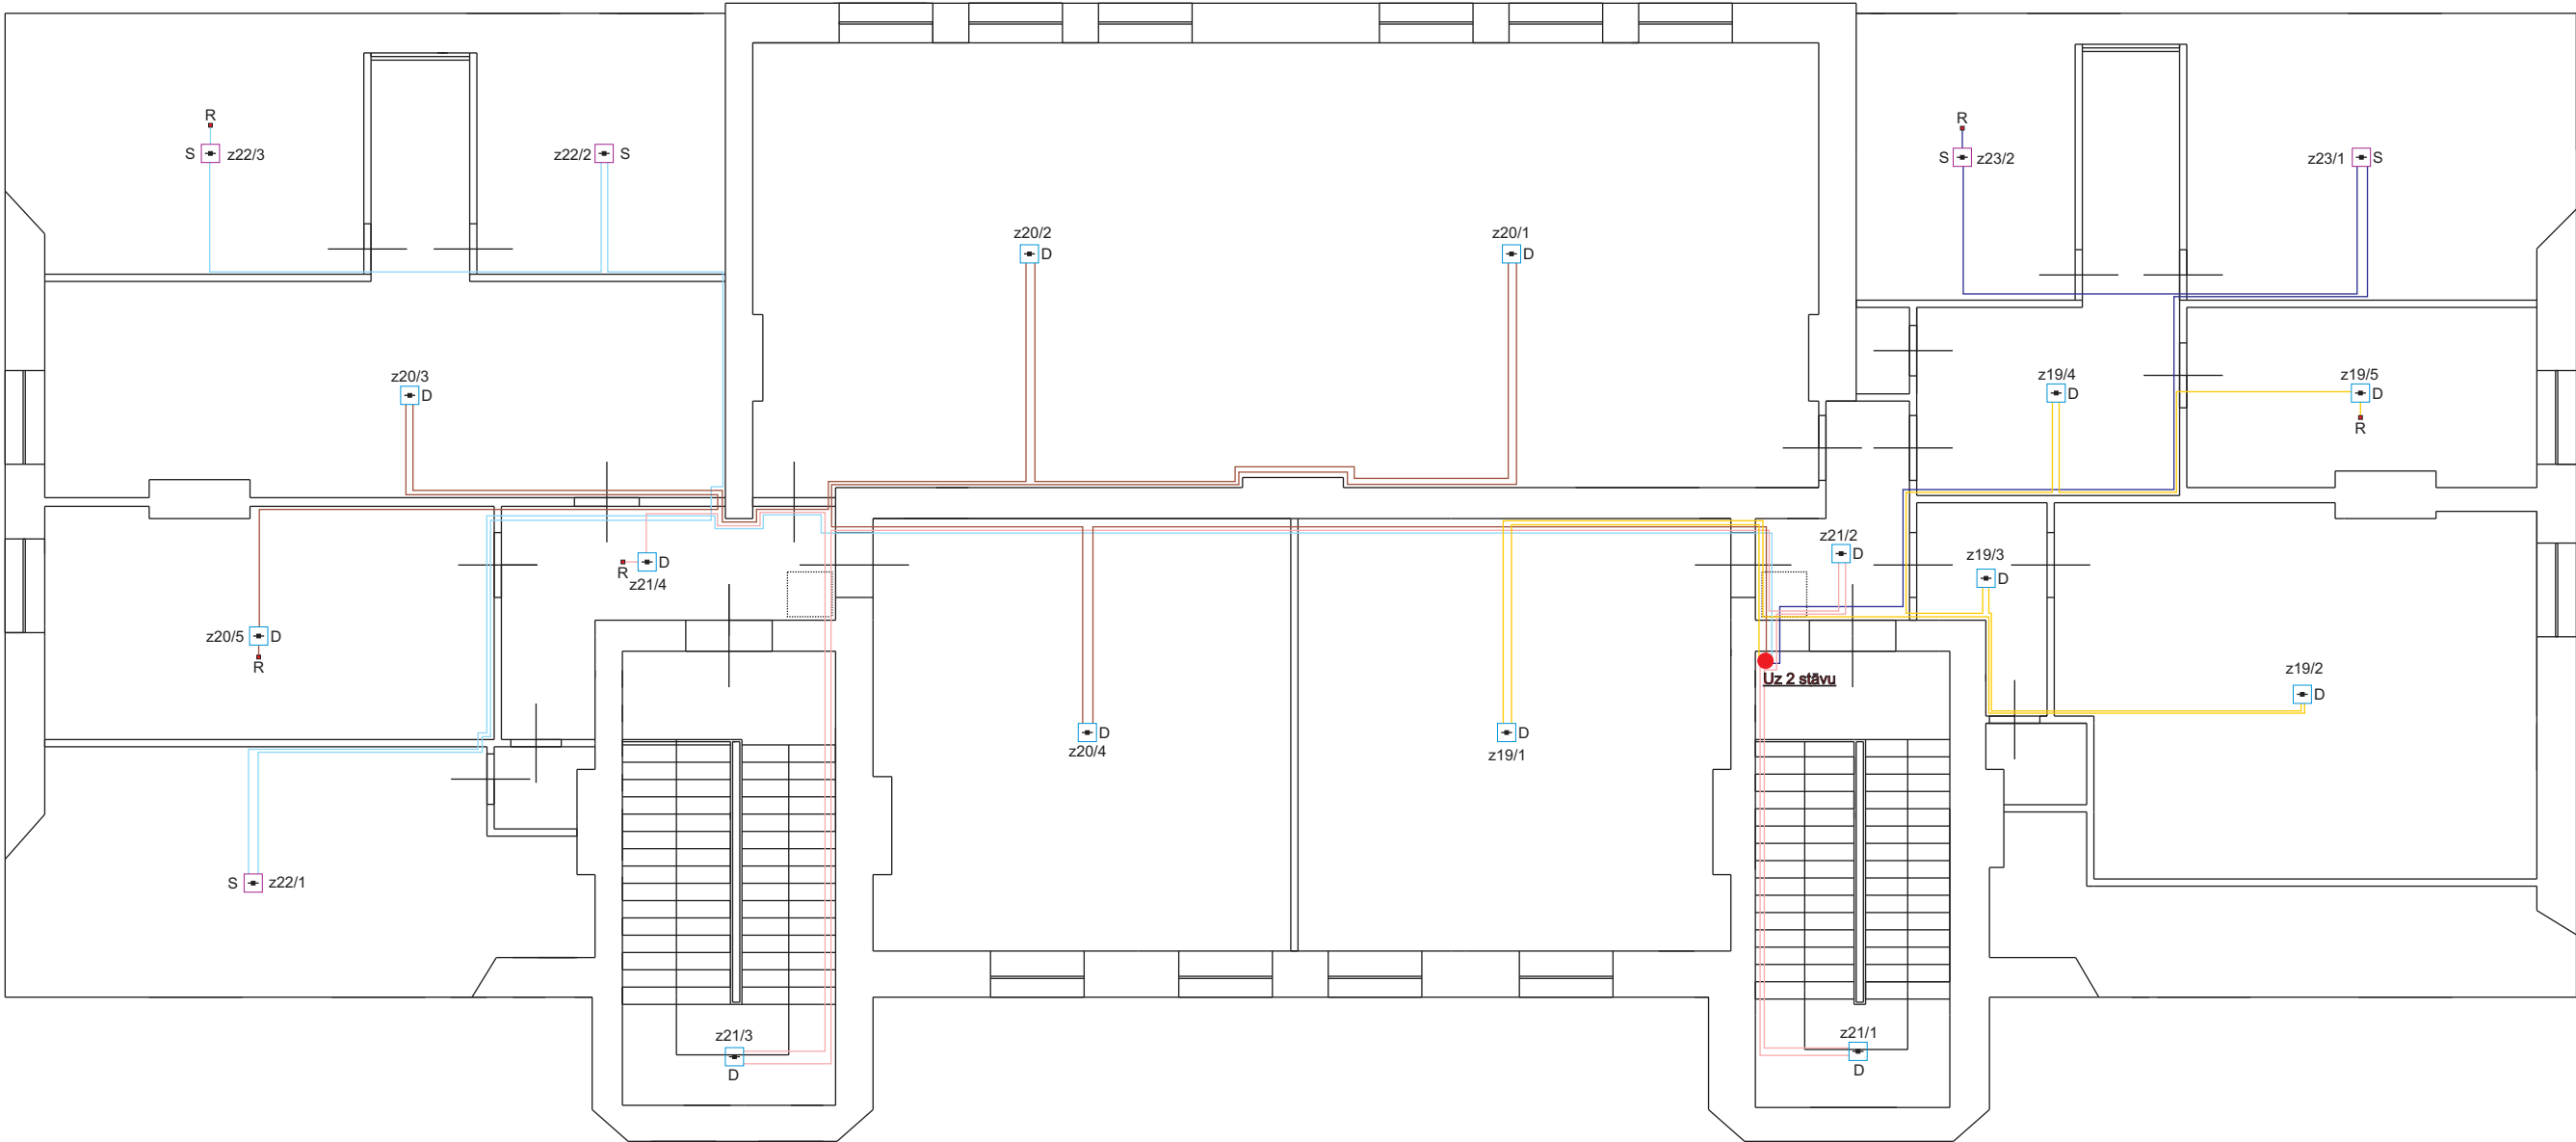 R
S z22/3
z22/2 S
R
S z23/2
z23/1 S
z20/2
D
z20/1
D
z20/3
D
z19/4
D
z19/5
D
R
z21/2
D
z19/3
D
D
R
z21/4
z20/5 D
R
Uz 2 stāvu
z19/2
D
D
z20/4
D
z19/1
S z22/1
z21/3
D
z21/1
D